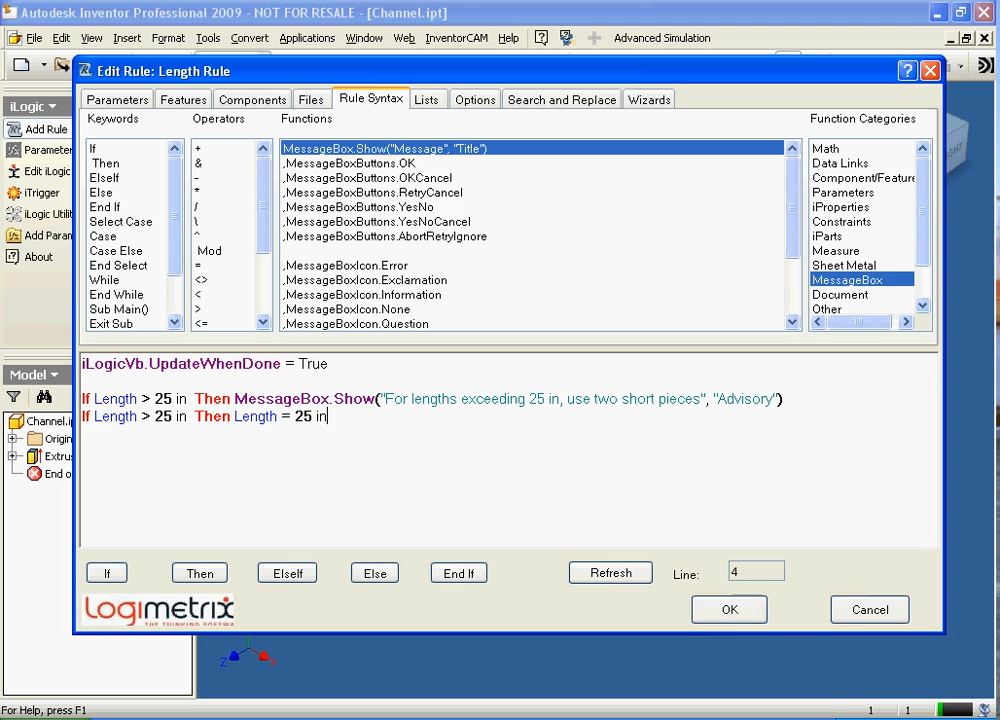 Autodesk Inventor Professional 2009 - NOT FOR RESALE - [Channel.ipt]
File Edit View Insert Format Tools Convert Applications Window Web InventorCAM Help Advanced Simulation
Edit Rule: Length Rule
Parameters Features Components Files Rule Syntax Lists Options Search and Replace Wizards
Keywords Operators Functions Function Categories
iLogic
Add Rule
Parameter
Edit iLogic
iTrigger
iLogic Utilit
Add Param
About
If
Then
ElseIf
Else
End If
Select Case
Case
Case Else
End Select
While
End While
Sub Main()
Exit Sub
+
&
-
*
/
\
^
Mod
=
<>
<
>
<=
MessageBox.Show("Message", "Title")
,MessageBoxButtons.OK
,MessageBoxButtons.OKCancel
,MessageBoxButtons.RetryCancel
,MessageBoxButtons.YesNo
,MessageBoxButtons.YesNoCancel
,MessageBoxButtons.AbortRetryIgnore
,MessageBoxIcon.Error
,MessageBoxIcon.Exclamation
,MessageBoxIcon.Information
,MessageBoxIcon.None
,MessageBoxIcon.Question
Math
Data Links
Component/Feature
Parameters
iProperties
Constraints
iParts
Measure
Sheet Metal
MessageBox
Document
Other
iLogicVb.UpdateWhenDone = True
If Length > 25 in Then MessageBox.Show("For lengths exceeding 25 in, use two short pieces", "Advisory")
If Length > 25 in Then Length = 25 in
Model
Channel.i
Origin
Extrus
End o
If Then ElseIf Else End If Refresh Line: 4
Logimetrix
OK Cancel
Z X
For Help, press F1 1 1